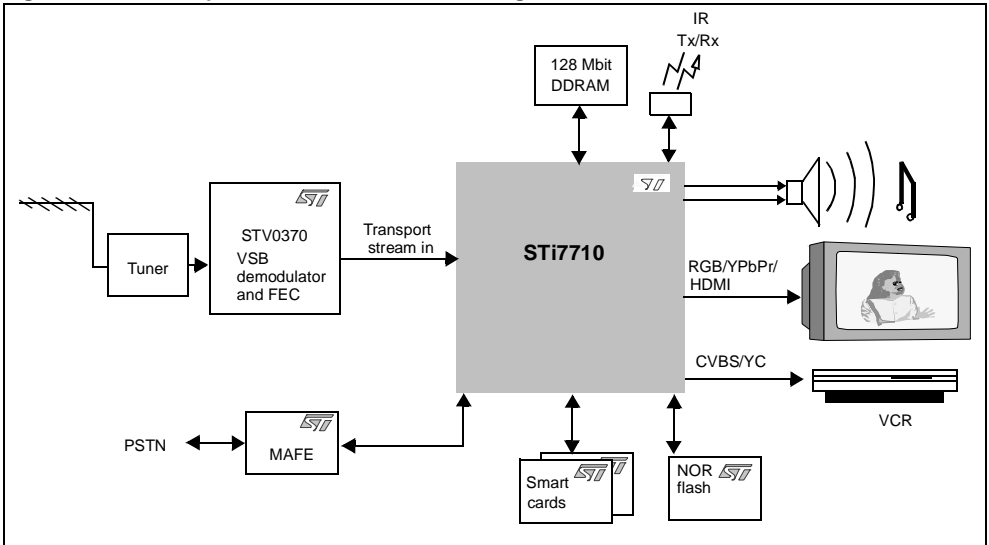 IR
Tx/Rx
128 Mbit
DDRAM
STi7710
Tuner
STV0370
VSB
demodulator
and FEC
Transport
stream in
RGB/YPbPr/
HDMI
CVBS/YC
VCR
PSTN
MAFE
Smart
cards
NOR
flash